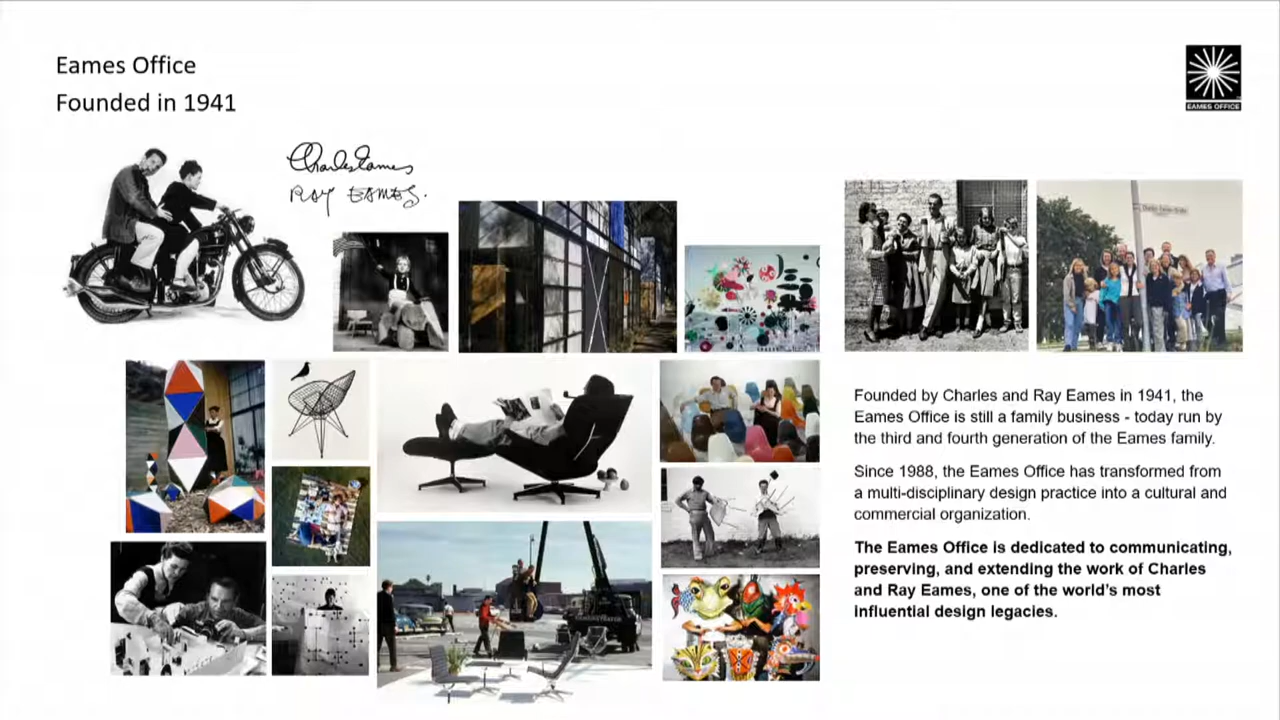 Eames Office
Founded in 1941
EAMES OFFICE
Charles Eames
RAY EAMES.
Founded by Charles and Ray Eames in 1941, the
Eames Office is still a family business - today run by
the third and fourth generation of the Eames family.
Since 1988, the Eames Office has transformed from
a multi-disciplinary design practice into a cultural and
commercial organization.
The Eames Office is dedicated to communicating,
preserving, and extending the work of Charles
and Ray Eames, one of the world's most
influential design legacies.